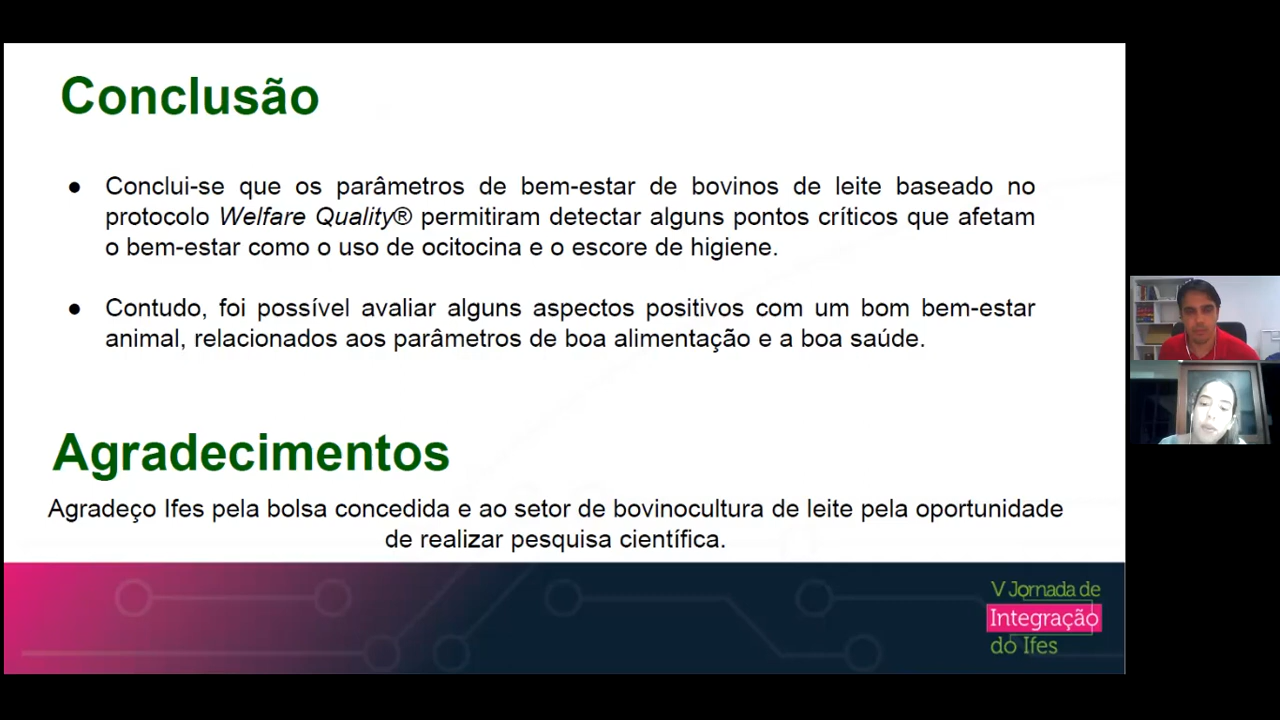 Conclusão
● Conclui-se que os parâmetros de bem-estar de bovinos de leite baseado no
protocolo Welfare Quality® permitiram detectar alguns pontos críticos que afetam
o bem-estar como o uso de ocitocina e o escore de higiene.
● Contudo, foi possível avaliar alguns aspectos positivos com um bom bem-estar
animal, relacionados aos parâmetros de boa alimentação e a boa saúde.
Agradecimentos
Agradeço Ifes pela bolsa concedida e ao setor de bovinocultura de leite pela oportunidade
de realizar pesquisa científica.
V Jornada de
Integração
do Ifes